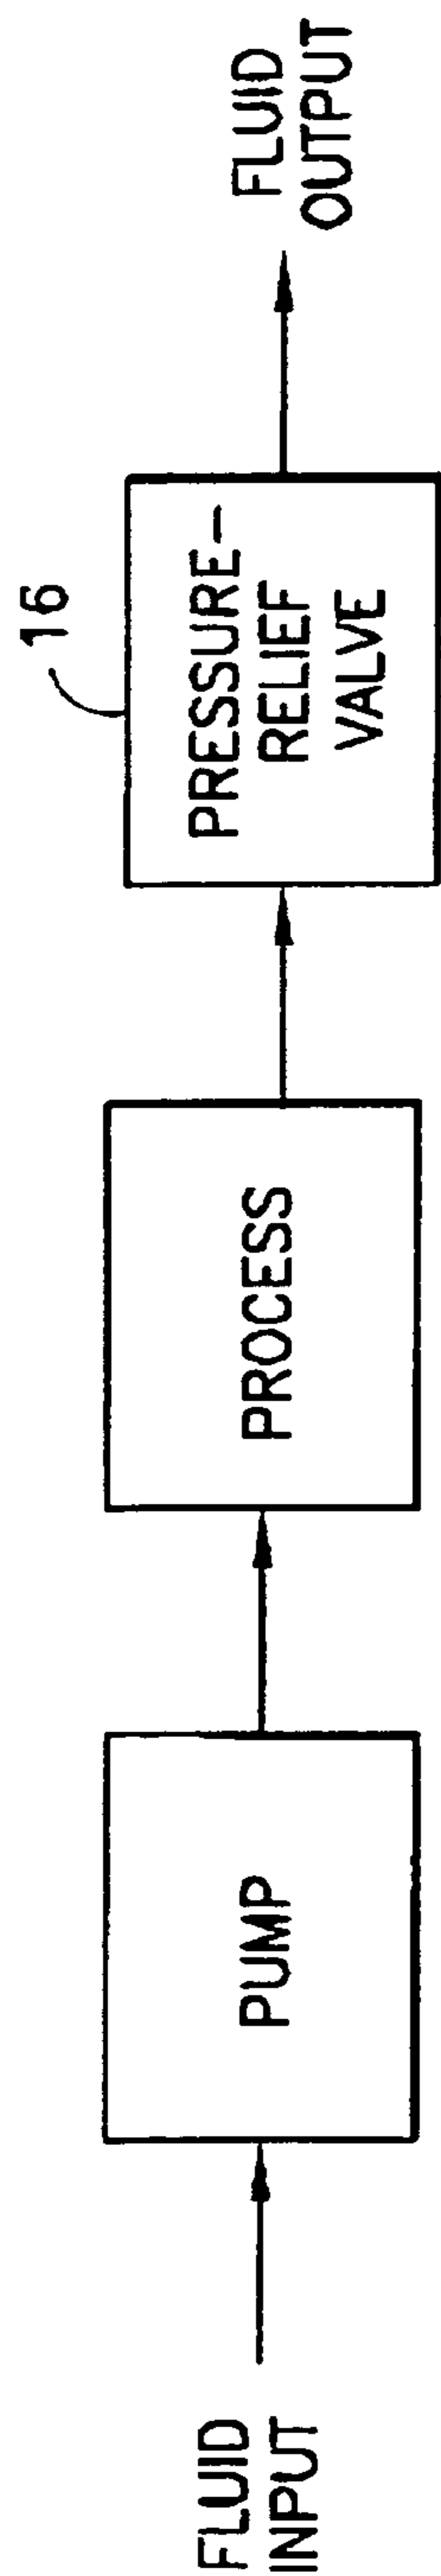 FLUID
INPUT
PUMP
PROCESS
16
PRESSURE-
RELIEF
VALVE
FLUID
OUTPUT